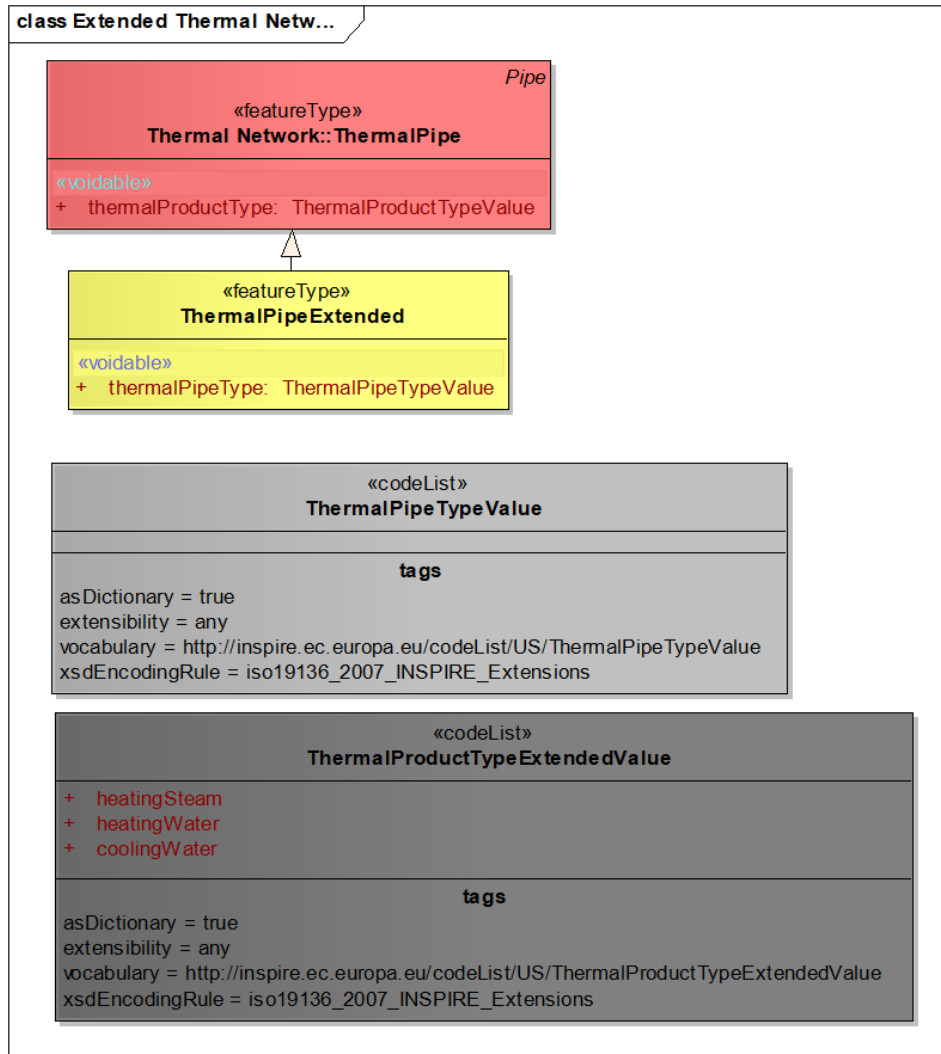 class Extended Thermal Netw...
Pipe
«featureType»
Thermal Network::ThermalPipe
«voidable»
+ thermalProductType: ThermalProductTypeValue
«featureType»
ThermalPipeExtended
«voidable»
+ thermalPipeType: ThermalPipeTypeValue
«codeList»
ThermalPipeTypeValue
tags
asDictionary = true
extensibility = any
vocabulary = http://inspire.ec.europa.eu/codeList/US/ThermalPipeTypeValue
xsdEncodingRule = iso19136_2007_INSPIRE_Extensions
«codeList»
ThermalProductTypeExtendedValue
+ heatingSteam
+ heatingWater
+ coolingWater
tags
asDictionary = true
extensibility = any
vocabulary = http://inspire.ec.europa.eu/codeList/US/ThermalProductTypeExtendedValue
xsdEncodingRule = iso19136_2007_INSPIRE_Extensions